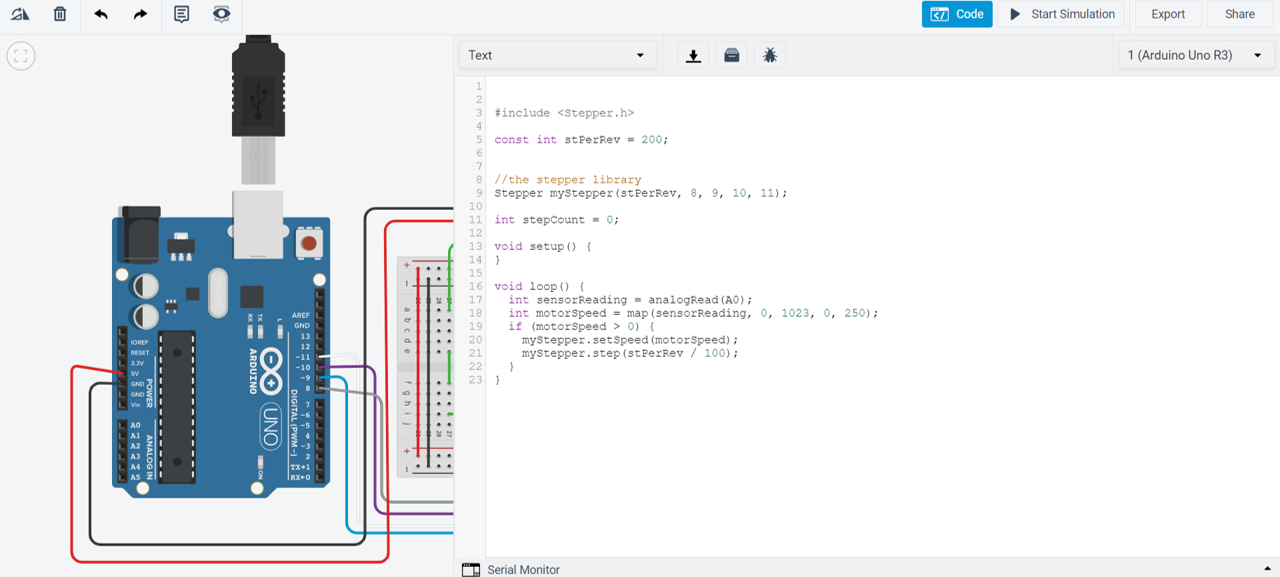 Code
Start Simulation
Export
Share
Text
1 (Arduino Uno R3)
1
2
3 #include <Stepper.h>
4
5 const int stPerRev = 200;
6
7
8 //the stepper library
9 Stepper myStepper(stPerRev, 8, 9, 10, 11);
10
11 int stepCount = 0;
12
13 void setup() {
14 }
15
16 void loop() {
17 int sensorReading = analogRead(A0);
18 int motorSpeed = map(sensorReading, 0, 1023, 0, 250);
19 if (motorSpeed > 0) {
20 myStepper.setSpeed(motorSpeed);
21 myStepper.step(stPerRev / 100);
22 }
23 }
Serial Monitor
IOREF
RESET
3.3V
5V
GND
GND
Vin
POWER
A0
A1
A2
A3
A4
A5
ANALOG IN
RX
TX
L
ARDUINO
UNO
ON
AREF
GND
13
12
~11
~10
~9
8
7
~6
~5
4
~3
2
TX→1
RX←0
DIGITAL (PWM~)
+
-
a b c d e
f g h i j
+
-